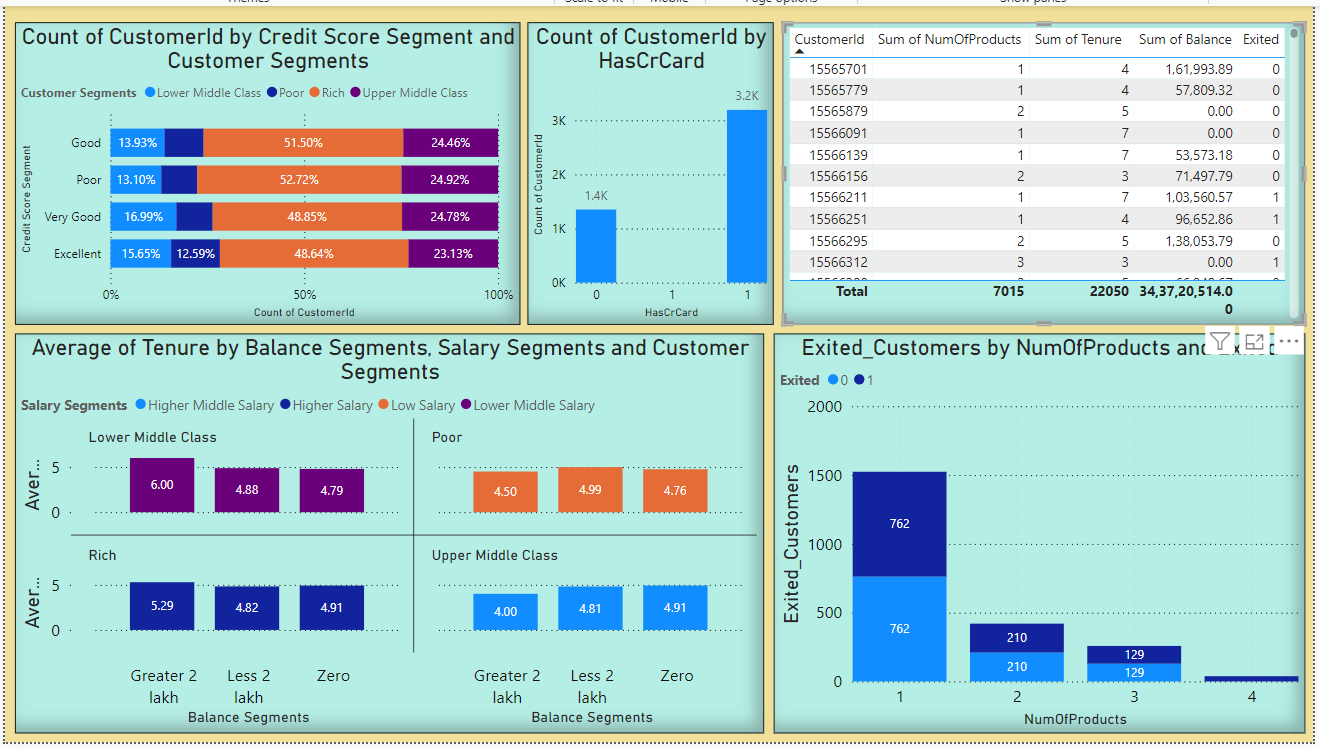 Count of CustomerId by Credit Score Segment and
Customer Segments
Customer Segments Lower Middle Class Poor Rich Upper Middle Class
Credit Score Segment
Good 13.93% 51.50% 24.46%
Poor 13.10% 52.72% 24.92%
Very Good 16.99% 48.85% 24.78%
Excellent 15.65% 12.59% 48.64% 23.13%
0% 50% 100%
Count of CustomerId
Count of CustomerId by
HasCrCard
Count of CustomerId
3.2K
3K
2K
1.4K
1K
0K
0 1 1
HasCrCard
CustomerId Sum of NumOfProducts Sum of Tenure Sum of Balance Exited
15565701 1 4 1,61,993.89 0
15565779 1 4 57,809.32 0
15565879 2 5 0.00 0
15566091 1 7 0.00 0
15566139 1 7 53,573.18 0
15566156 2 3 71,497.79 0
15566211 1 7 1,03,560.57 1
15566251 1 4 96,652.86 1
15566295 2 5 1,38,053.79 0
15566312 3 3 0.00 1
Total 7015 22050 34,37,20,514.0
0
Average of Tenure by Balance Segments, Salary Segments and Customer
Segments
Salary Segments Higher Middle Salary Higher Salary Low Salary Lower Middle Salary
Lower Middle Class Poor
Aver...
5
0
6.00 4.88 4.79 4.50 4.99 4.76
Rich Upper Middle Class
Aver...
5
0
5.29 4.82 4.91 4.00 4.81 4.91
Greater 2 Less 2 Zero Greater 2 Less 2 Zero
lakh lakh lakh lakh
Balance Segments Balance Segments
Exited_Customers by NumOfProducts and
Exited 0 1
Exited_Customers
2000
1500
1000
500
0
762
762
210
210
129
129
1 2 3 4
NumOfProducts